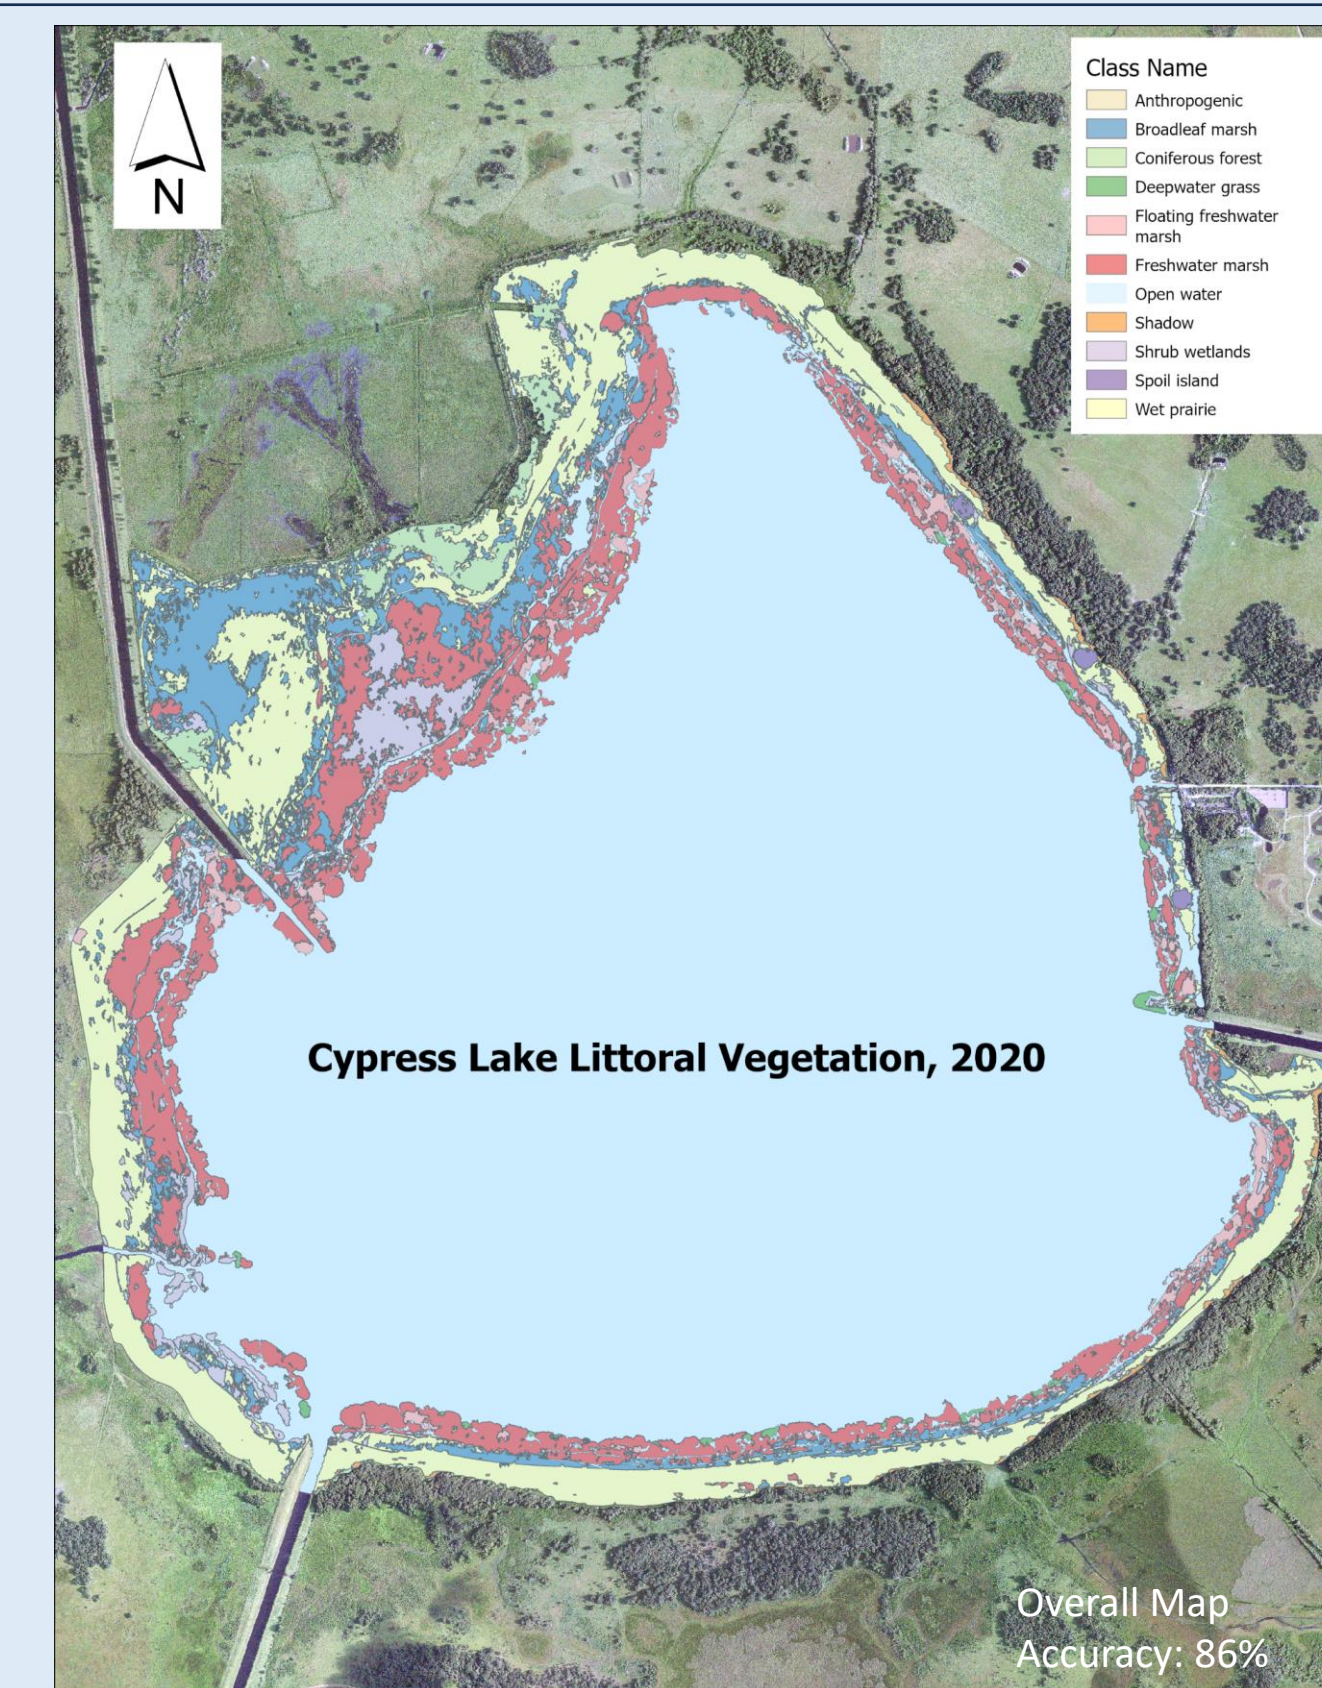 N
Class Name
Anthropogenic
Broadleaf marsh
Coniferous forest
Deepwater grass
Floating freshwater
marsh
Freshwater marsh
Open water
Shadow
Shrub wetlands
Spoil island
Wet prairie
Cypress Lake Littoral Vegetation, 2020
Overall Map
Accuracy: 86%